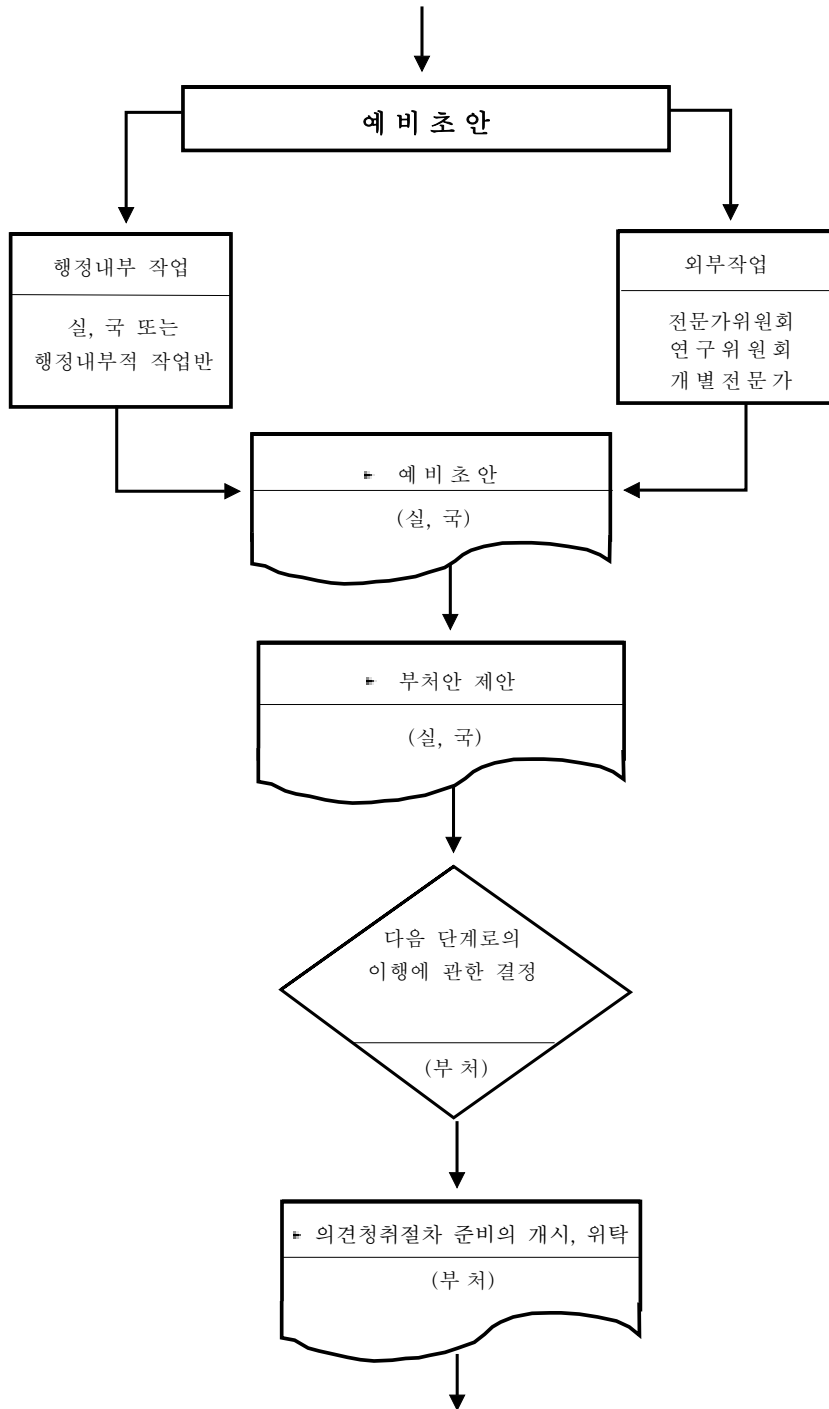 예 비 초 안
행정내부 작업
실, 국 또는
행정내부적 작업반
외부작업
전문가위원회
연 구 위 원 회
개 별 전 문 가
예 비 초 안
(실, 국)
부처안 제안
(실, 국)
다음 단계로의
이행에 관한 결정
(부 처)
의견청취절차 준비의 개시, 위탁
(부 처)